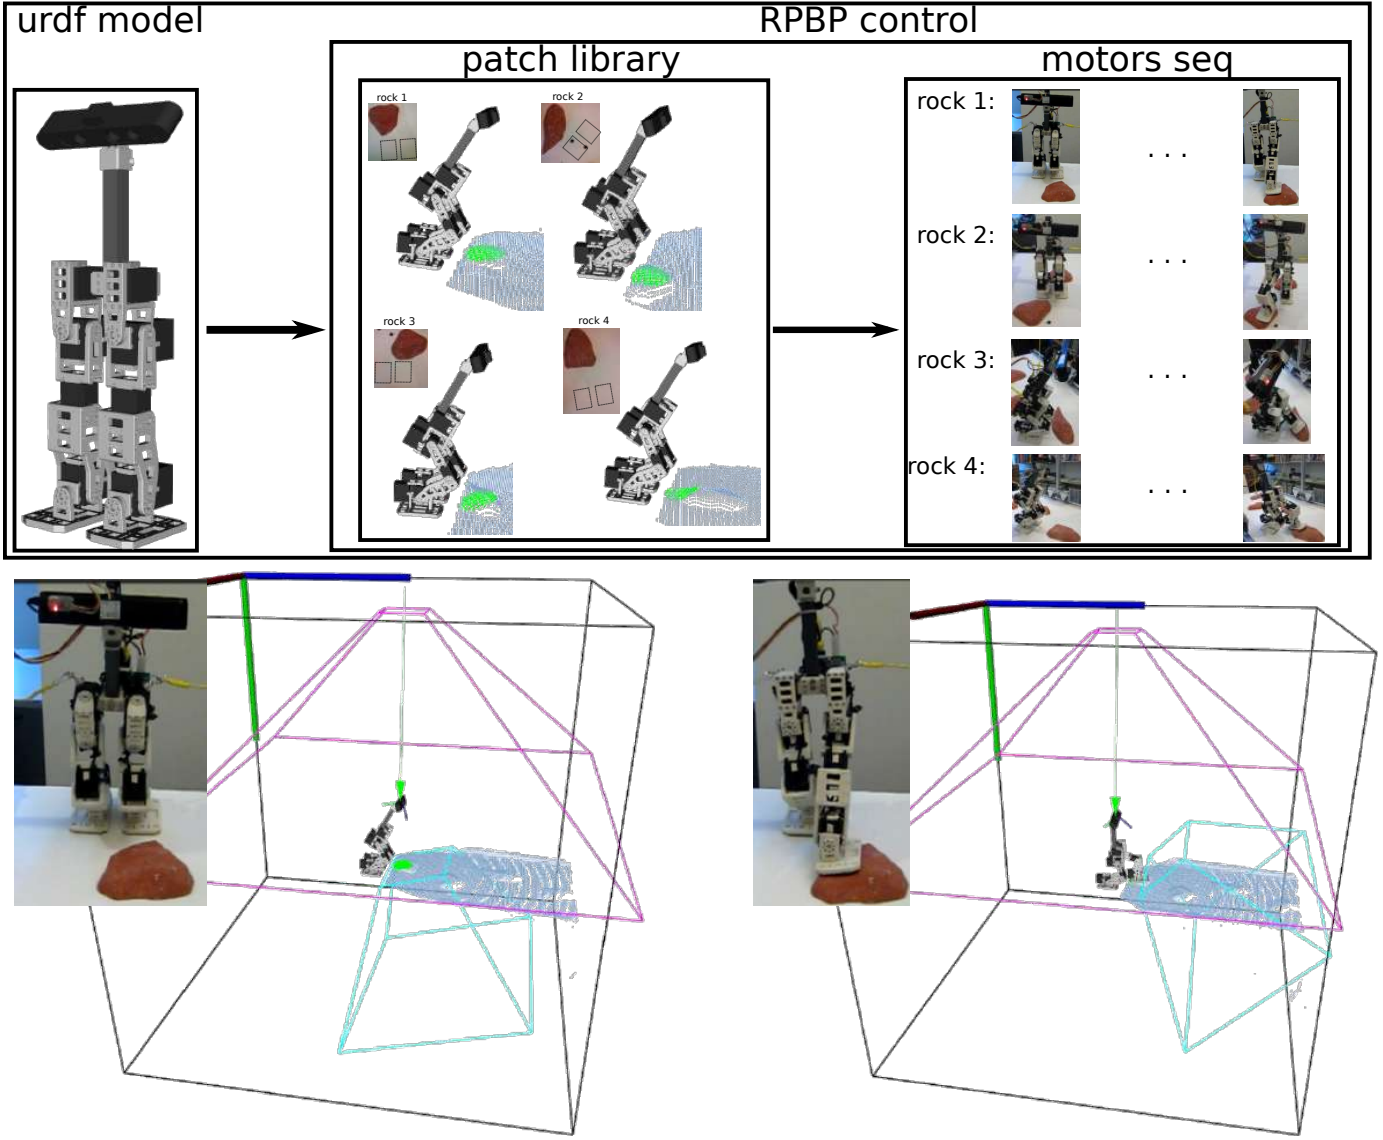 urdf model
RPBP control
patch library
motors seq
rock 1
rock 2
rock 3
rock 4
rock 1:
. . .
rock 2:
. . .
rock 3:
. . .
rock 4:
. . .